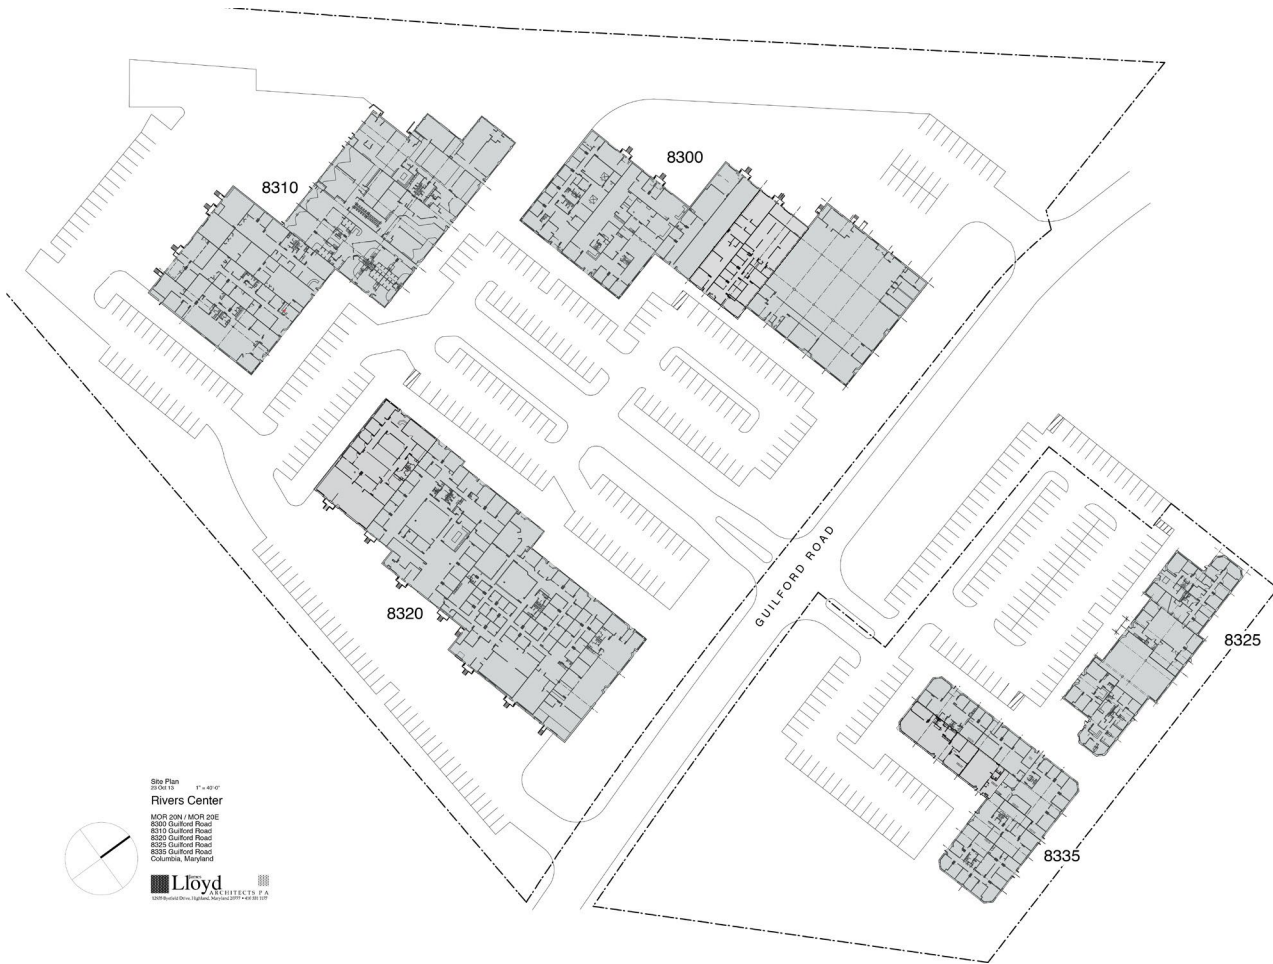 8300
8310
8320
GUILFORD ROAD
8325
8335
Site Plan
23 Oct 13 1" = 40'-0"
Rivers Center
MOR 20N / MOR 20E
8300 Guilford Road
8310 Guilford Road
8320 Guilford Road
8325 Guilford Road
8335 Guilford Road
Columbia, Maryland
Lloyd
ARCHITECTS P A